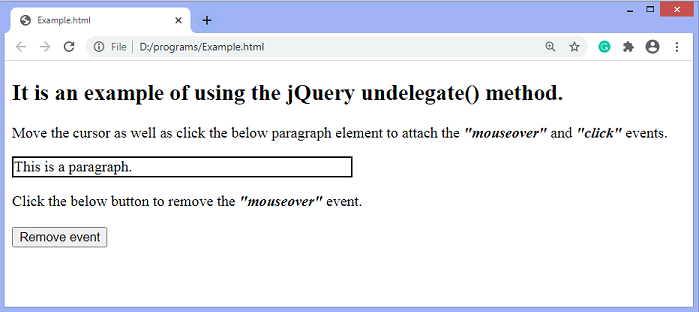 Example.html
File | D:/programs/Example.html
It is an example of using the jQuery undelegate() method.
Move the cursor as well as click the below paragraph element to attach the "mouseover" and "click" events.
This is a paragraph.
Click the below button to remove the "mouseover" event.
Remove event